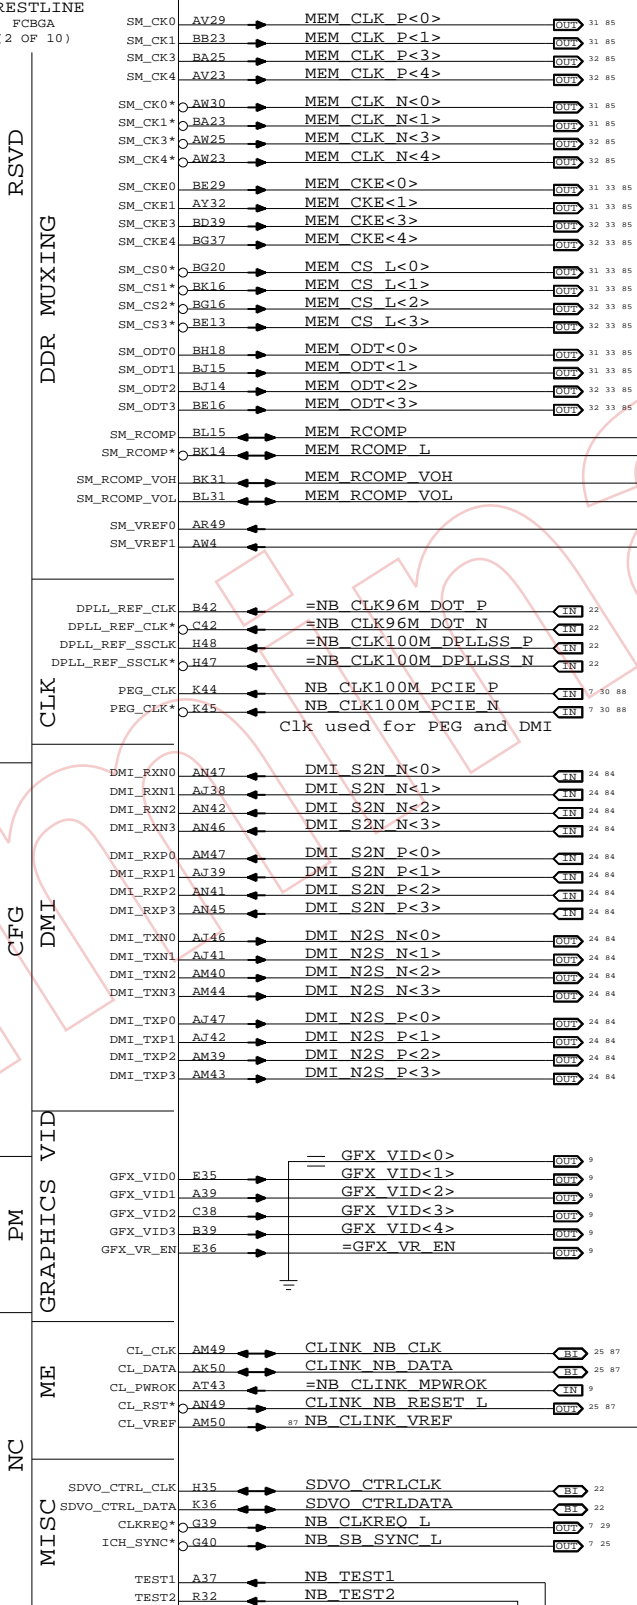 RESTLINE
FCBGA
(2 OF 10)
RSVD
DDR MUXING
SM_CK0 AV29 MEM_CLK_P<0> OUT 31 85
SM_CK1 BB23 MEM_CLK_P<1> OUT 31 85
SM_CK3 BA25 MEM_CLK_P<3> OUT 32 85
SM_CK4 AV23 MEM_CLK_P<4> OUT 32 85
SM_CK0* AW30 MEM_CLK_N<0> OUT 31 85
SM_CK1* BA23 MEM_CLK_N<1> OUT 31 85
SM_CK3* AW25 MEM_CLK_N<3> OUT 32 85
SM_CK4* AW23 MEM_CLK_N<4> OUT 32 85
SM_CKE0 BE29 MEM_CKE<0> OUT 31 33 85
SM_CKE1 AY32 MEM_CKE<1> OUT 31 33 85
SM_CKE3 BD39 MEM_CKE<3> OUT 32 33 85
SM_CKE4 BG37 MEM_CKE<4> OUT 32 33 85
SM_CS0* BG20 MEM_CS_L<0> OUT 31 33 85
SM_CS1* BK16 MEM_CS_L<1> OUT 31 33 85
SM_CS2* BG16 MEM_CS_L<2> OUT 32 33 85
SM_CS3* BE13 MEM_CS_L<3> OUT 32 33 85
SM_ODT0 BH18 MEM_ODT<0> OUT 31 33 85
SM_ODT1 BJ15 MEM_ODT<1> OUT 31 33 85
SM_ODT2 BJ14 MEM_ODT<2> OUT 32 33 85
SM_ODT3 BE16 MEM_ODT<3> OUT 32 33 85
SM_RCOMP BL15 MEM_RCOMP
SM_RCOMP* BK14 MEM_RCOMP_L
SM_RCOMP_VOH BK31 MEM_RCOMP_VOH
SM_RCOMP_VOL BL31 MEM_RCOMP_VOL
SM_VREF0 AR49
SM_VREF1 AW4
CLK
DPLL_REF_CLK B42 =NB_CLK96M_DOT_P IN 22
DPLL_REF_CLK* C42 =NB_CLK96M_DOT_N IN 22
DPLL_REF_SSCLK H48 =NB_CLK100M_DPLLSS_P IN 22
DPLL_REF_SSCLK* H47 =NB_CLK100M_DPLLSS_N IN 22
PEG_CLK K44 NB_CLK100M_PCIE_P IN 7 30 88
PEG_CLK* K45 NB_CLK100M_PCIE_N IN 7 30 88
Clk used for PEG and DMI
CFG
DMI
DMI_RXN0 AN47 DMI_S2N_N<0> IN 24 84
DMI_RXN1 AJ38 DMI_S2N_N<1> IN 24 84
DMI_RXN2 AN42 DMI_S2N_N<2> IN 24 84
DMI_RXN3 AN46 DMI_S2N_N<3> IN 24 84
DMI_RXP0 AM47 DMI_S2N_P<0> IN 24 84
DMI_RXP1 AJ39 DMI_S2N_P<1> IN 24 84
DMI_RXP2 AN41 DMI_S2N_P<2> IN 24 84
DMI_RXP3 AN45 DMI_S2N_P<3> IN 24 84
DMI_TXN0 AJ46 DMI_N2S_N<0> OUT 24 84
DMI_TXN1 AJ41 DMI_N2S_N<1> OUT 24 84
DMI_TXN2 AM40 DMI_N2S_N<2> OUT 24 84
DMI_TXN3 AM44 DMI_N2S_N<3> OUT 24 84
DMI_TXP0 AJ47 DMI_N2S_P<0> OUT 24 84
DMI_TXP1 AJ42 DMI_N2S_P<1> OUT 24 84
DMI_TXP2 AM39 DMI_N2S_P<2> OUT 24 84
DMI_TXP3 AM43 DMI_N2S_P<3> OUT 24 84
PM
GRAPHICS VID
GFX_VID<0> OUT 9
GFX_VID0 E35 GFX_VID<1> OUT 9
GFX_VID1 A39 GFX_VID<2> OUT 9
GFX_VID2 C38 GFX_VID<3> OUT 9
GFX_VID3 B39 GFX_VID<4> OUT 9
GFX_VR_EN E36 =GFX_VR_EN OUT 9
NC
ME
CL_CLK AM49 CLINK_NB_CLK BI 25 87
CL_DATA AK50 CLINK_NB_DATA BI 25 87
CL_PWROK AT43 =NB_CLINK_MPWROK IN 9
CL_RST* AN49 CLINK_NB_RESET_L OUT 25 87
CL_VREF AM50 87 NB_CLINK_VREF
MISC
SDVO_CTRL_CLK H35 SDVO_CTRLCLK BI 22
SDVO_CTRL_DATA K36 SDVO_CTRLDATA BI 22
CLKREQ* G39 NB_CLKREQ_L OUT 7 29
ICH_SYNC* G40 NB_SB_SYNC_L OUT 7 25
TEST1 A37 NB_TEST1
TEST2 R32 NB_TEST2